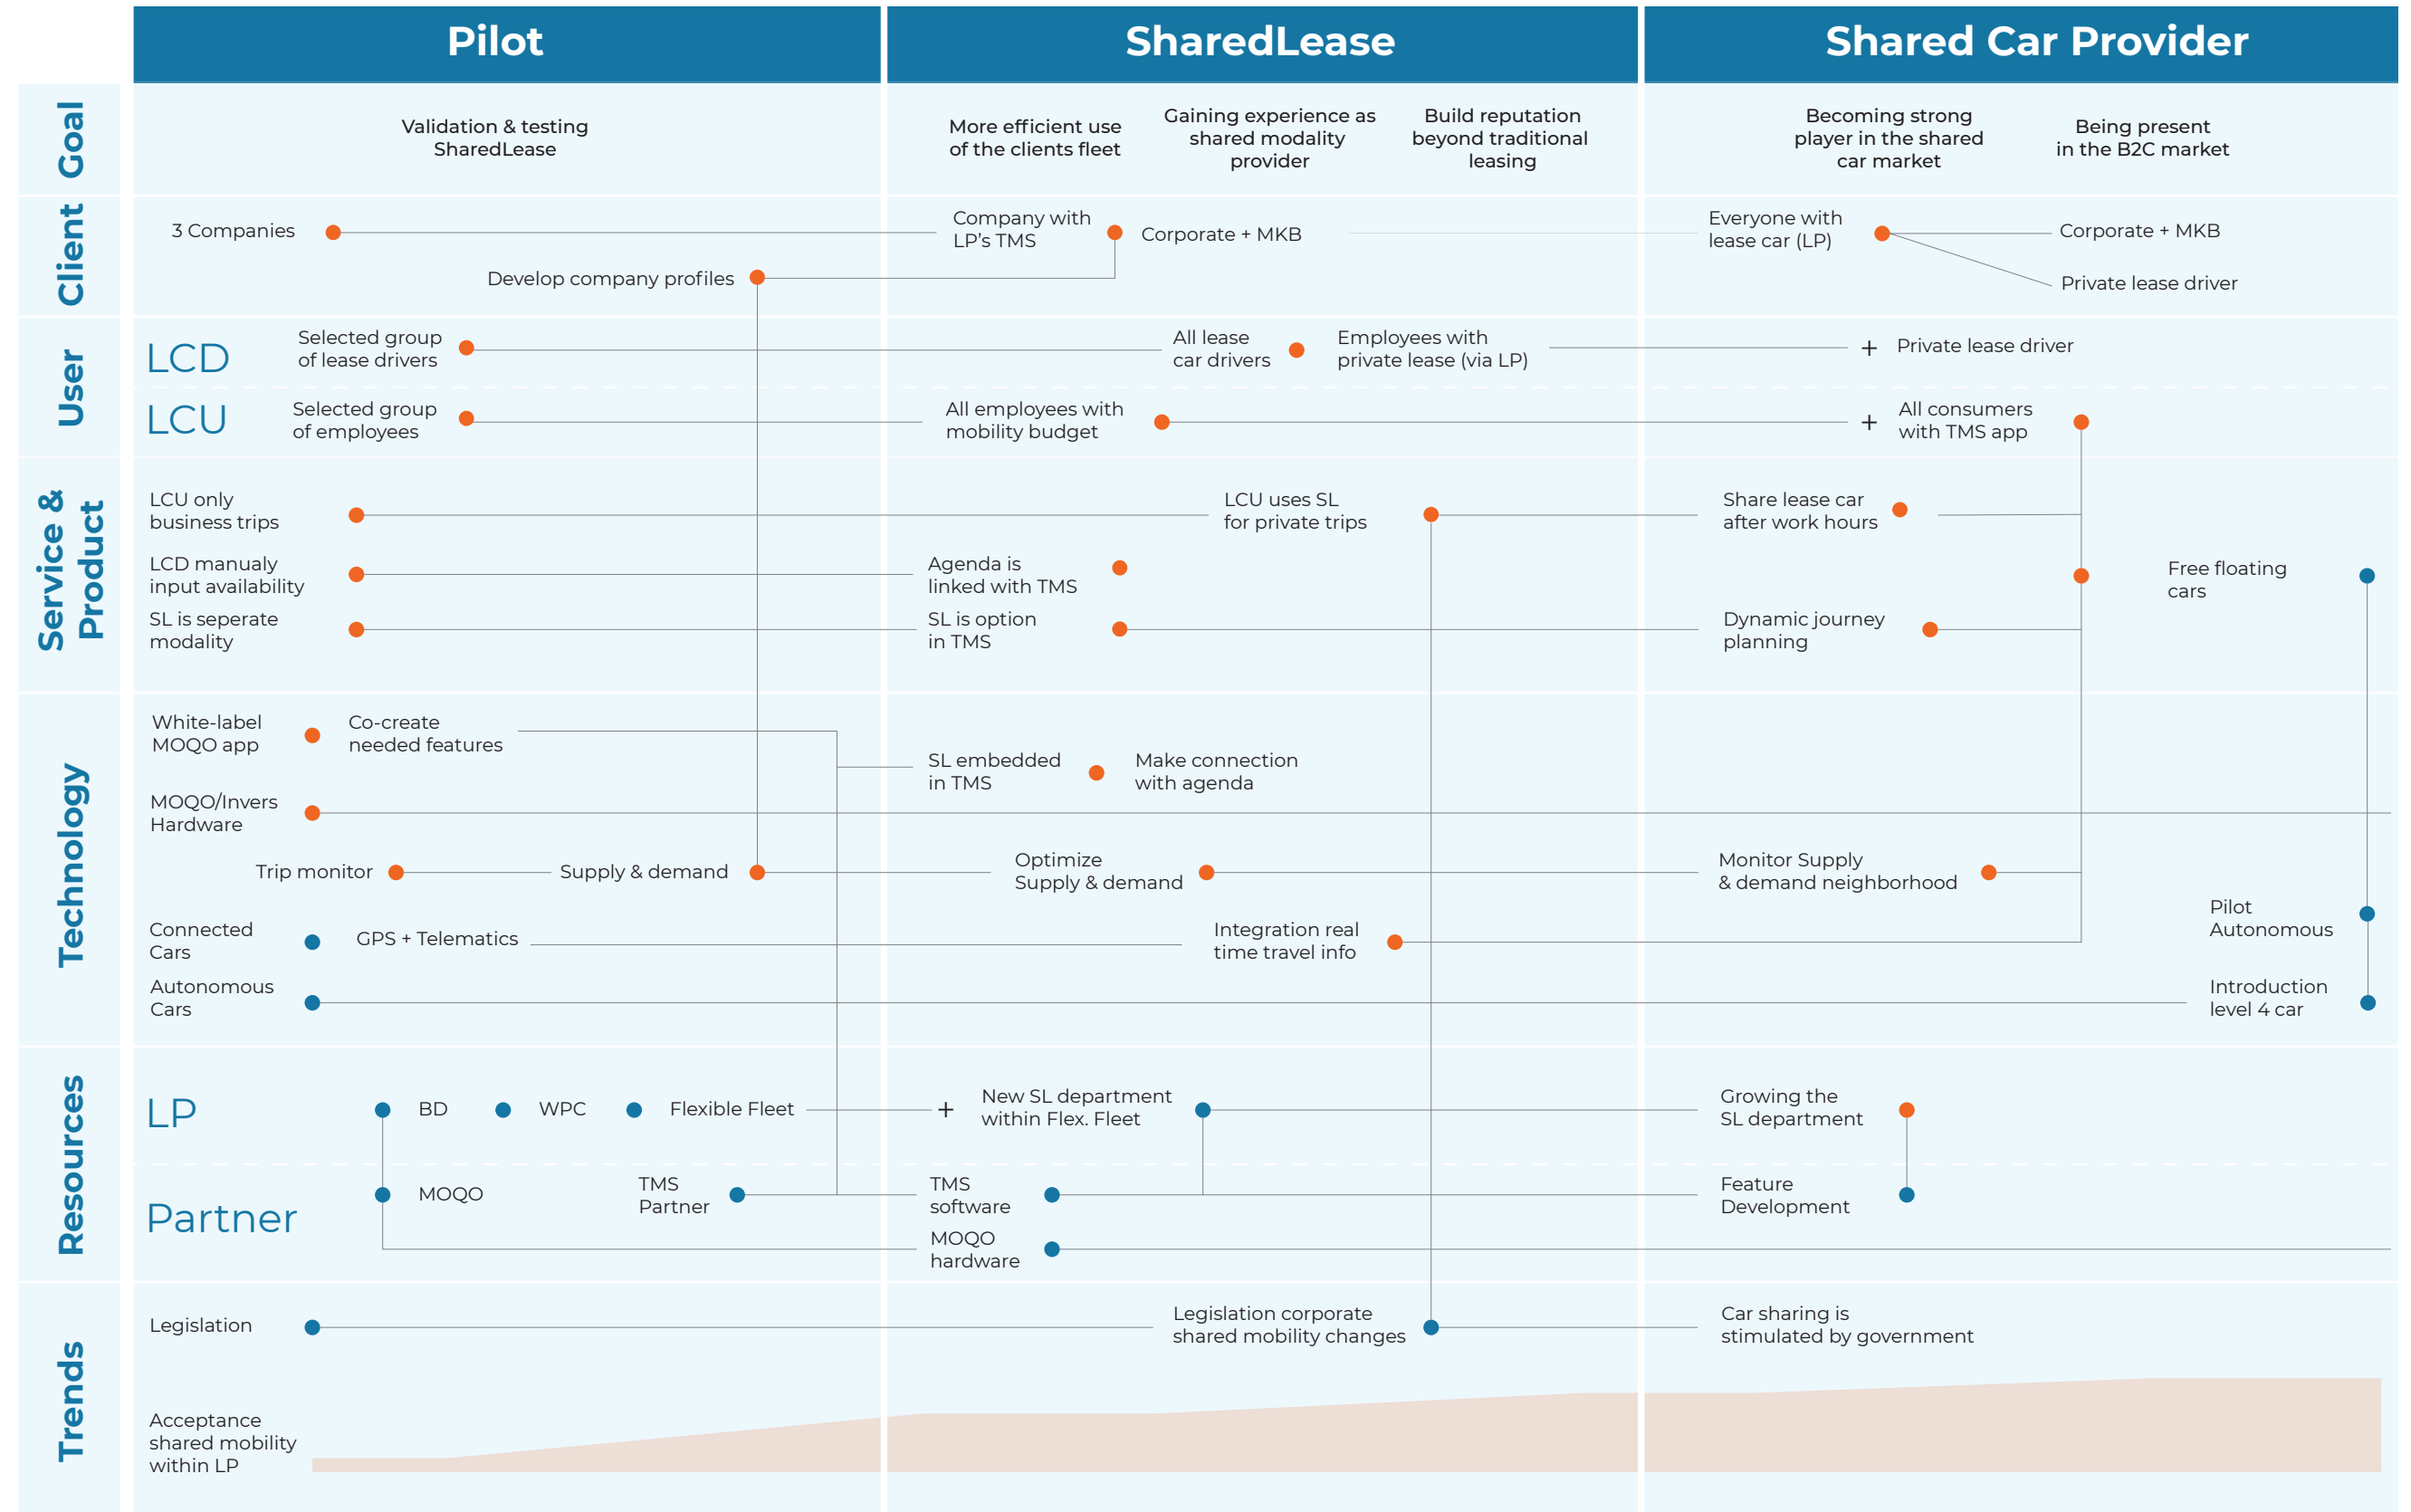 Pilot
SharedLease
Shared Car Provider
Goal
Validation & testing
SharedLease
More efficient use
of the clients fleet
Gaining experience as
shared modality
provider
Build reputation
beyond traditional
leasing
Becoming strong
player in the shared
car market
Being present
in the B2C market
Client
3 Companies
Develop company profiles
Company with
LP's TMS
Corporate + MKB
Everyone with
lease car (LP)
Corporate + MKB
Private lease driver
User
LCD
Selected group
of lease drivers
All lease
car drivers
Employees with
private lease (via LP)
+ Private lease driver
LCU
Selected group
of employees
All employees with
mobility budget
+ All consumers
with TMS app
Service &
Product
LCU only
business trips
LCU uses SL
for private trips
Share lease car
after work hours
LCD manualy
input availability
Agenda is
linked with TMS
Free floating
cars
SL is seperate
modality
SL is option
in TMS
Dynamic journey
planning
Technology
White-label
MOQO app
Co-create
needed features
SL embedded
in TMS
Make connection
with agenda
MOQO/Invers
Hardware
Trip monitor
Supply & demand
Optimize
Supply & demand
Monitor Supply
& demand neighborhood
Connected
Cars
GPS + Telematics
Integration real
time travel info
Pilot
Autonomous
Autonomous
Cars
Introduction
level 4 car
Resources
LP
BD
WPC
Flexible Fleet
+ New SL department
within Flex. Fleet
Growing the
SL department
Partner
MOQO
TMS
Partner
TMS
software
Feature
Development
MOQO
hardware
Trends
Legislation
Legislation corporate
shared mobility changes
Car sharing is
stimulated by government
Acceptance
shared mobility
within LP